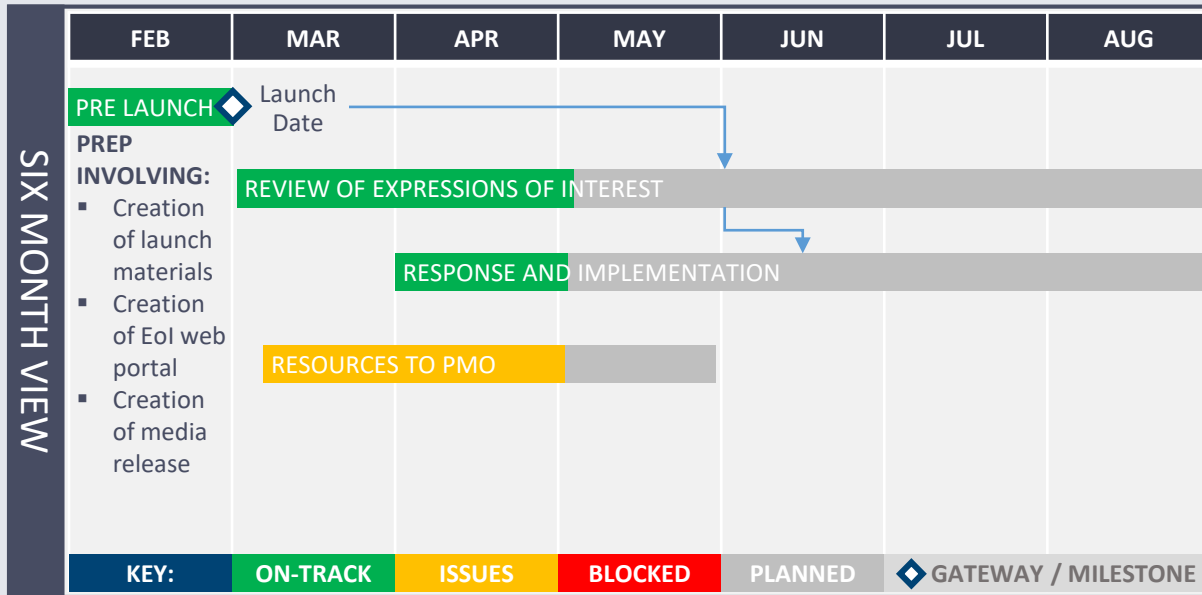 SIX MONTH VIEW
FEB MAR APR MAY JUN JUL AUG
PRE LAUNCH
Launch
Date
PREP
INVOLVING:
▪ Creation
of launch
materials
▪ Creation
of EoI web
portal
▪ Creation
of media
release
REVIEW OF EXPRESSIONS OF INTEREST
RESPONSE AND IMPLEMENTATION
RESOURCES TO PMO
KEY: ON-TRACK ISSUES BLOCKED PLANNED GATEWAY / MILESTONE